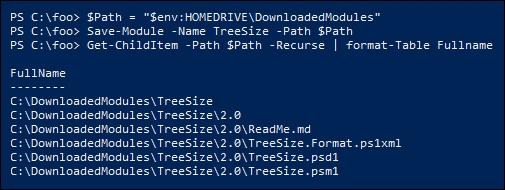 PS C:\foo> $Path = "$env:HOMEDRIVE\DownloadedModules"
PS C:\foo> Save-Module -Name TreeSize -Path $Path
PS C:\foo> Get-ChildItem -Path $Path -Recurse | format-Table Fullname
FullName
--------
C:\DownloadedModules\TreeSize
C:\DownloadedModules\TreeSize\2.0
C:\DownloadedModules\TreeSize\2.0\ReadMe.md
C:\DownloadedModules\TreeSize\2.0\TreeSize.Format.ps1xml
C:\DownloadedModules\TreeSize\2.0\TreeSize.psd1
C:\DownloadedModules\TreeSize\2.0\TreeSize.psm1